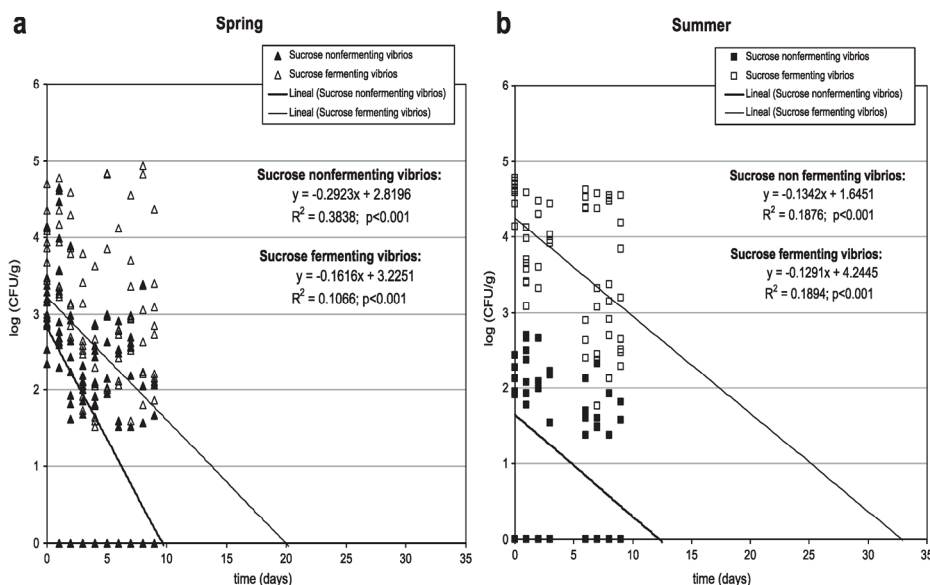 a
Spring
Sucrose nonfermenting vibrios
Sucrose fermenting vibrios
Lineal (Sucrose nonfermenting vibrios)
Lineal (Sucrose fermenting vibrios)
Sucrose nonfermenting vibrios:
y = -0.2923x + 2.8196
R² = 0.3838; p<0.001
Sucrose fermenting vibrios:
y = -0.1616x + 3.2251
R² = 0.1066; p<0.001
log (CFU/g)
6
5
4
3
2
1
0
0 5 10 15 20 25 30 35
time (days)
b
Summer
Sucrose nonfermenting vibrios
Sucrose fermenting vibrios
Lineal (Sucrose nonfermenting vibrios)
Lineal (Sucrose fermenting vibrios)
Sucrose non fermenting vibrios:
y = -0.1342x + 1.6451
R² = 0.1876; p<0.001
Sucrose fermenting vibrios:
y = -0.1291x + 4.2445
R² = 0.1894; p<0.001
log (CFU/g)
6
5
4
3
2
1
0
0 5 10 15 20 25 30 35
time (days)